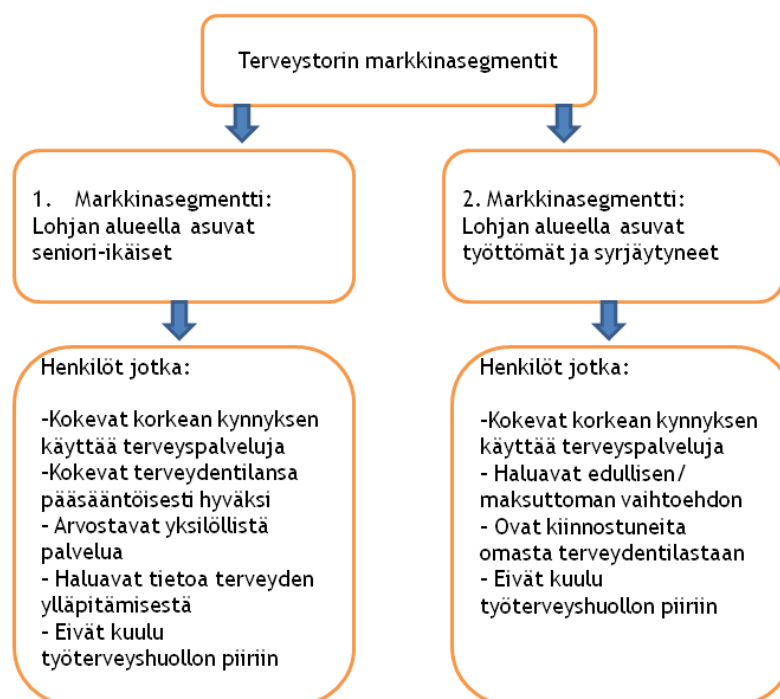 Terveystorin markkinasegmentit
1. Markkinasegmentti:
Lohjan alueella asuvat
seniori-ikäiset
2. Markkinasegmentti:
Lohjan alueella asuvat
työttömät ja syrjäytyneet
Henkilöt jotka:
-Kokevat korkean kynnyksen
käyttää terveyspalveluja
-Kokevat terveydentilansa
pääsääntöisesti hyväksi
- Arvostavat yksilöllistä
palvelua
- Haluavat tietoa terveyden
ylläpitämisestä
- Eivät kuulu
työterveyshuollon piiriin
Henkilöt jotka:
-Kokevat korkean kynnyksen
käyttää terveyspalveluja
- Haluavat edullisen/
maksuttoman vaihtoehdon
- Ovat kiinnostuneita
omasta terveydentilastaan
- Eivät kuulu
työterveyshuollon piiriin